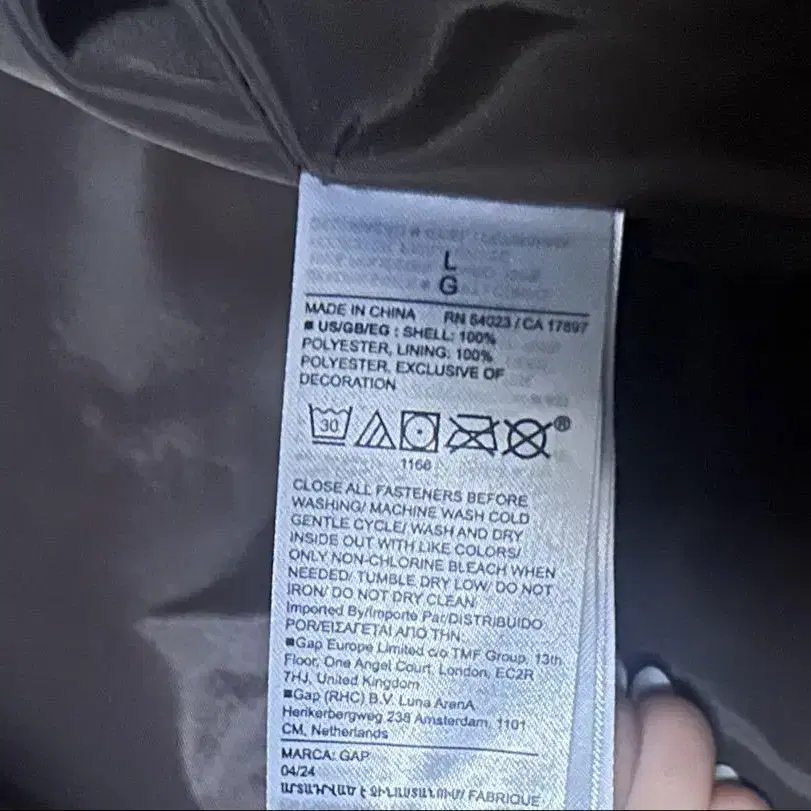 L
G
MADE IN CHINA RN 54023 / CA 17897
■ US/GB/EG : SHELL: 100%
POLYESTER, LINING: 100%
POLYESTER, EXCLUSIVE OF
DECORATION
30 ®
1166
CLOSE ALL FASTENERS BEFORE
WASHING/ MACHINE WASH COLD
GENTLE CYCLE/ WASH AND DRY
INSIDE OUT WITH LIKE COLORS/
ONLY NON-CHLORINE BLEACH WHEN
NEEDED/ TUMBLE DRY LOW/ DO NOT
IRON/ DO NOT DRY CLEAN
Imported By/Importe Par/DISTRIBUIDO
POR/ΕΙΣΑΓΕΤΑΙ ΑΠΟ ΤΗΝ:
■Gap Europe Limited c/o TMF Group, 13th
Floor, One Angel Court, London, EC2R
7HJ, United Kingdom
■Gap (RHC) B.V. Luna ArenA
Herikerbergweg 238 Amsterdam, 1101
CM, Netherlands
MARCA: GAP
04/24
FABRIQUE